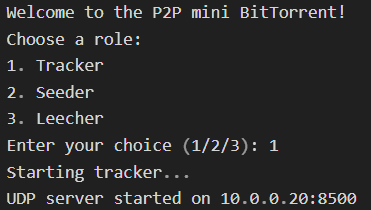 Welcome to the P2P mini BitTorrent!
Choose a role:
1. Tracker
2. Seeder
3. Leecher
Enter your choice (1/2/3): 1
Starting tracker...
UDP server started on 10.0.0.20:8500